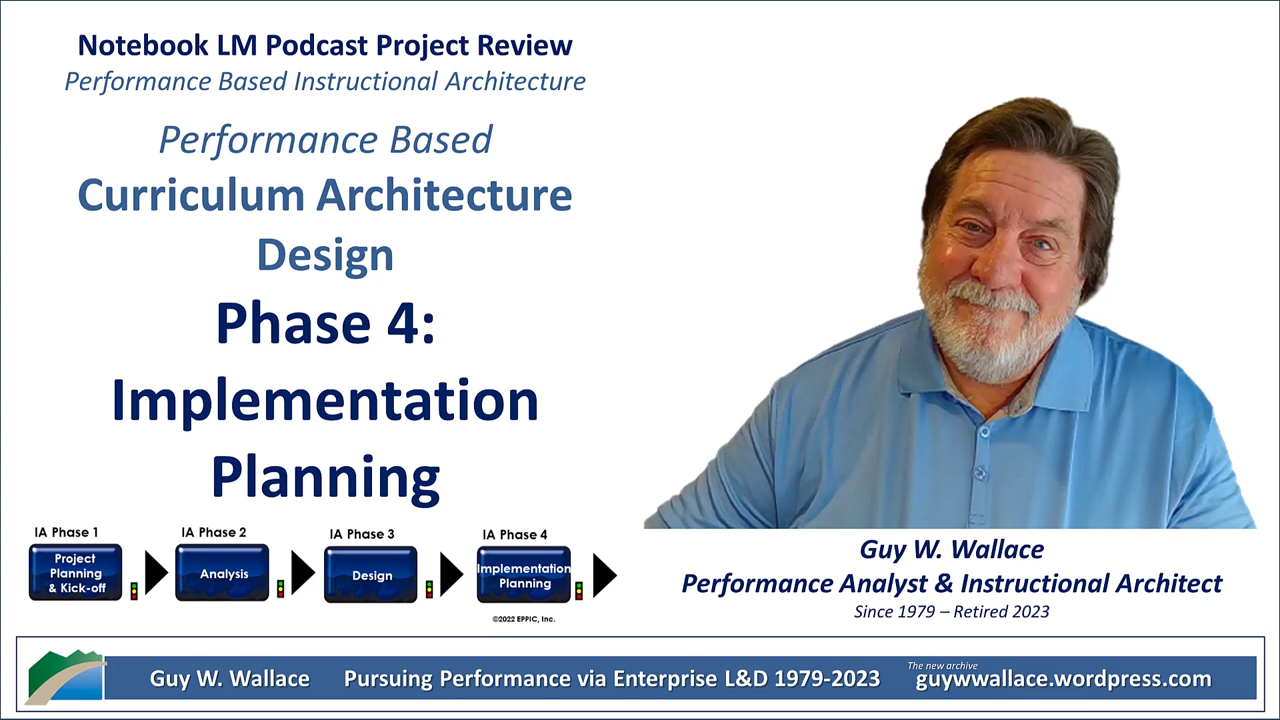 Notebook LM Podcast Project Review
Performance Based Instructional Architecture
Performance Based
Curriculum Architecture
Design
Phase 4:
Implementation
Planning
IA Phase 1
Project
Planning
& Kick-off
IA Phase 2
Analysis
IA Phase 3
Design
IA Phase 4
Implementation
Planning
©2022 EPPIC, Inc.
Guy W. Wallace
Performance Analyst & Instructional Architect
Since 1979 – Retired 2023
Guy W. Wallace
Pursuing Performance via Enterprise L&D 1979-2023
The new archive
guywwallace.wordpress.com